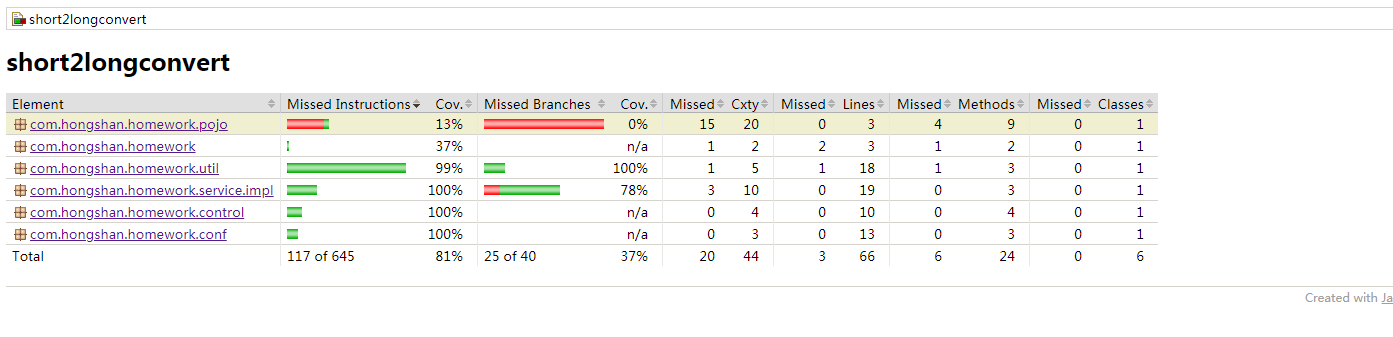 short2longconvert
short2longconvert
Element Missed Instructions Cov. Missed Branches Cov. Missed Cxty Missed Lines Missed Methods Missed Classes
com.hongshan.homework.pojo 13% 0% 15 20 0 3 4 9 0 1
com.hongshan.homework 37% n/a 1 2 2 3 1 2 0 1
com.hongshan.homework.util 99% 100% 1 5 1 18 1 3 0 1
com.hongshan.homework.service.impl 100% 78% 3 10 0 19 0 3 0 1
com.hongshan.homework.control 100% n/a 0 4 0 10 0 4 0 1
com.hongshan.homework.conf 100% n/a 0 3 0 13 0 3 0 1
Total 117 of 645 81% 25 of 40 37% 20 44 3 66 6 24 0 6
Created with Ja